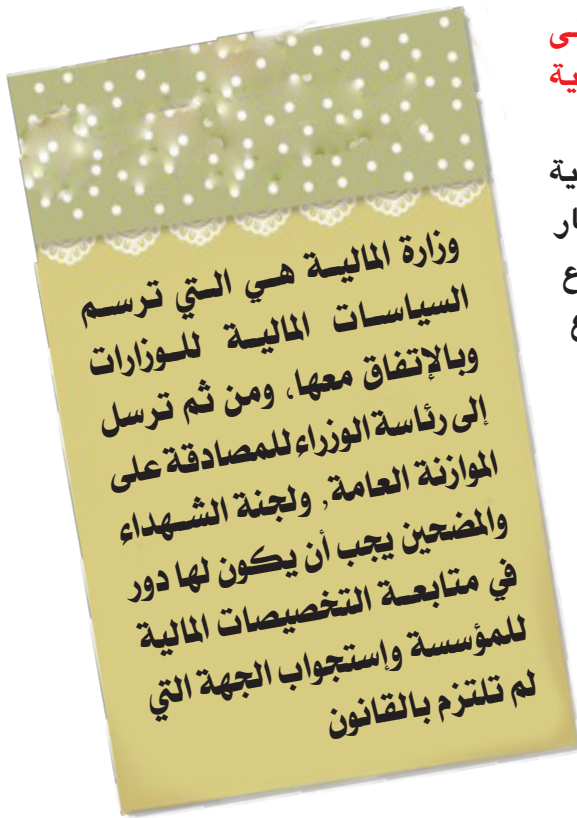 وزارة المالية هي التي ترسم
السياسات المالية للوزارات
وبالإتفاق معها، ومن ثم ترسل
إلى رئاسة الوزراء للمصادقة على
الموازنة العامة, ولجنة الشهداء
والمضحين يجب أن يكون لها دور
في متابعة التخصيصات المالية
للمؤسسة وإستجواب الجهة التي
لم تلتزم بالقانون